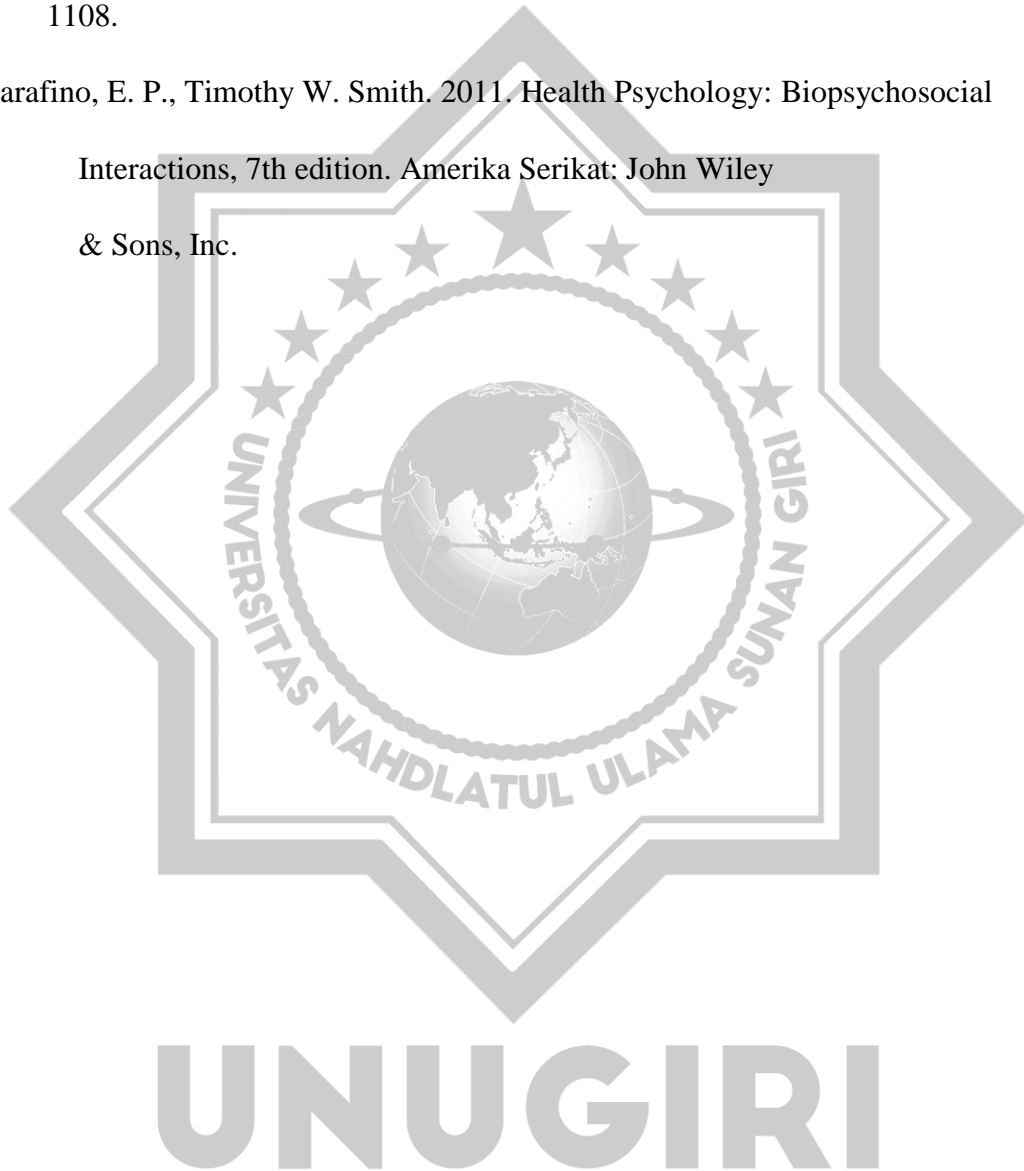 1108.
arafino, E. P., Timothy W. Smith. 2011. Health Psychology: Biopsychosocial
Interactions, 7th edition. Amerika Serikat: John Wiley
& Sons, Inc.
UNIVERSITAS NAHDLATUL ULAMA SUNAN GIRI
UNUGIRI